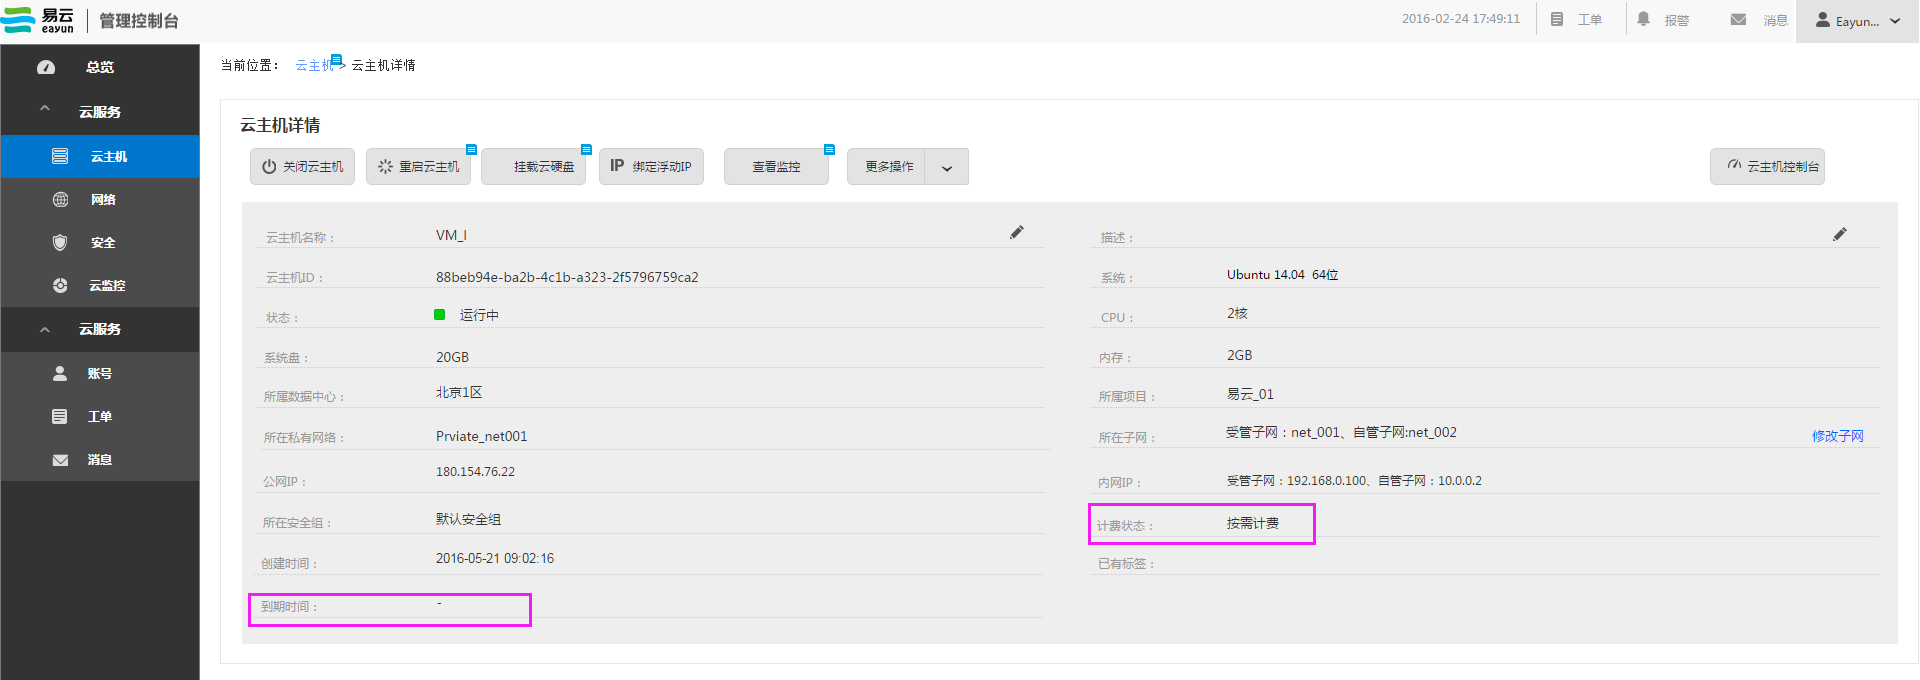 易云
eayun
管理控制台
2016-02-24 17:49:11
工单
报警
消息
Eayun...
总览
云服务
云主机
网络
安全
云监控
云服务
账号
工单
消息
当前位置： 云主机 > 云主机详情
云主机详情
关闭云主机
重启云主机
挂载云硬盘
IP 绑定浮动IP
查看监控
更多操作
云主机控制台
云主机名称： VM_I
描述：
云主机ID： 88beb94e-ba2b-4c1b-a323-2f5796759ca2
系统： Ubuntu 14.04 64位
状态： 运行中
CPU： 2核
系统盘： 20GB
内存： 2GB
所属数据中心： 北京1区
所属项目： 易云_01
所在私有网络： Prviate_net001
所在子网： 受管子网：net_001、自管子网:net_002 修改子网
公网IP： 180.154.76.22
内网IP： 受管子网：192.168.0.100、自管子网：10.0.0.2
所在安全组： 默认安全组
计费状态： 按需计费
创建时间： 2016-05-21 09:02:16
已有标签：
到期时间： -